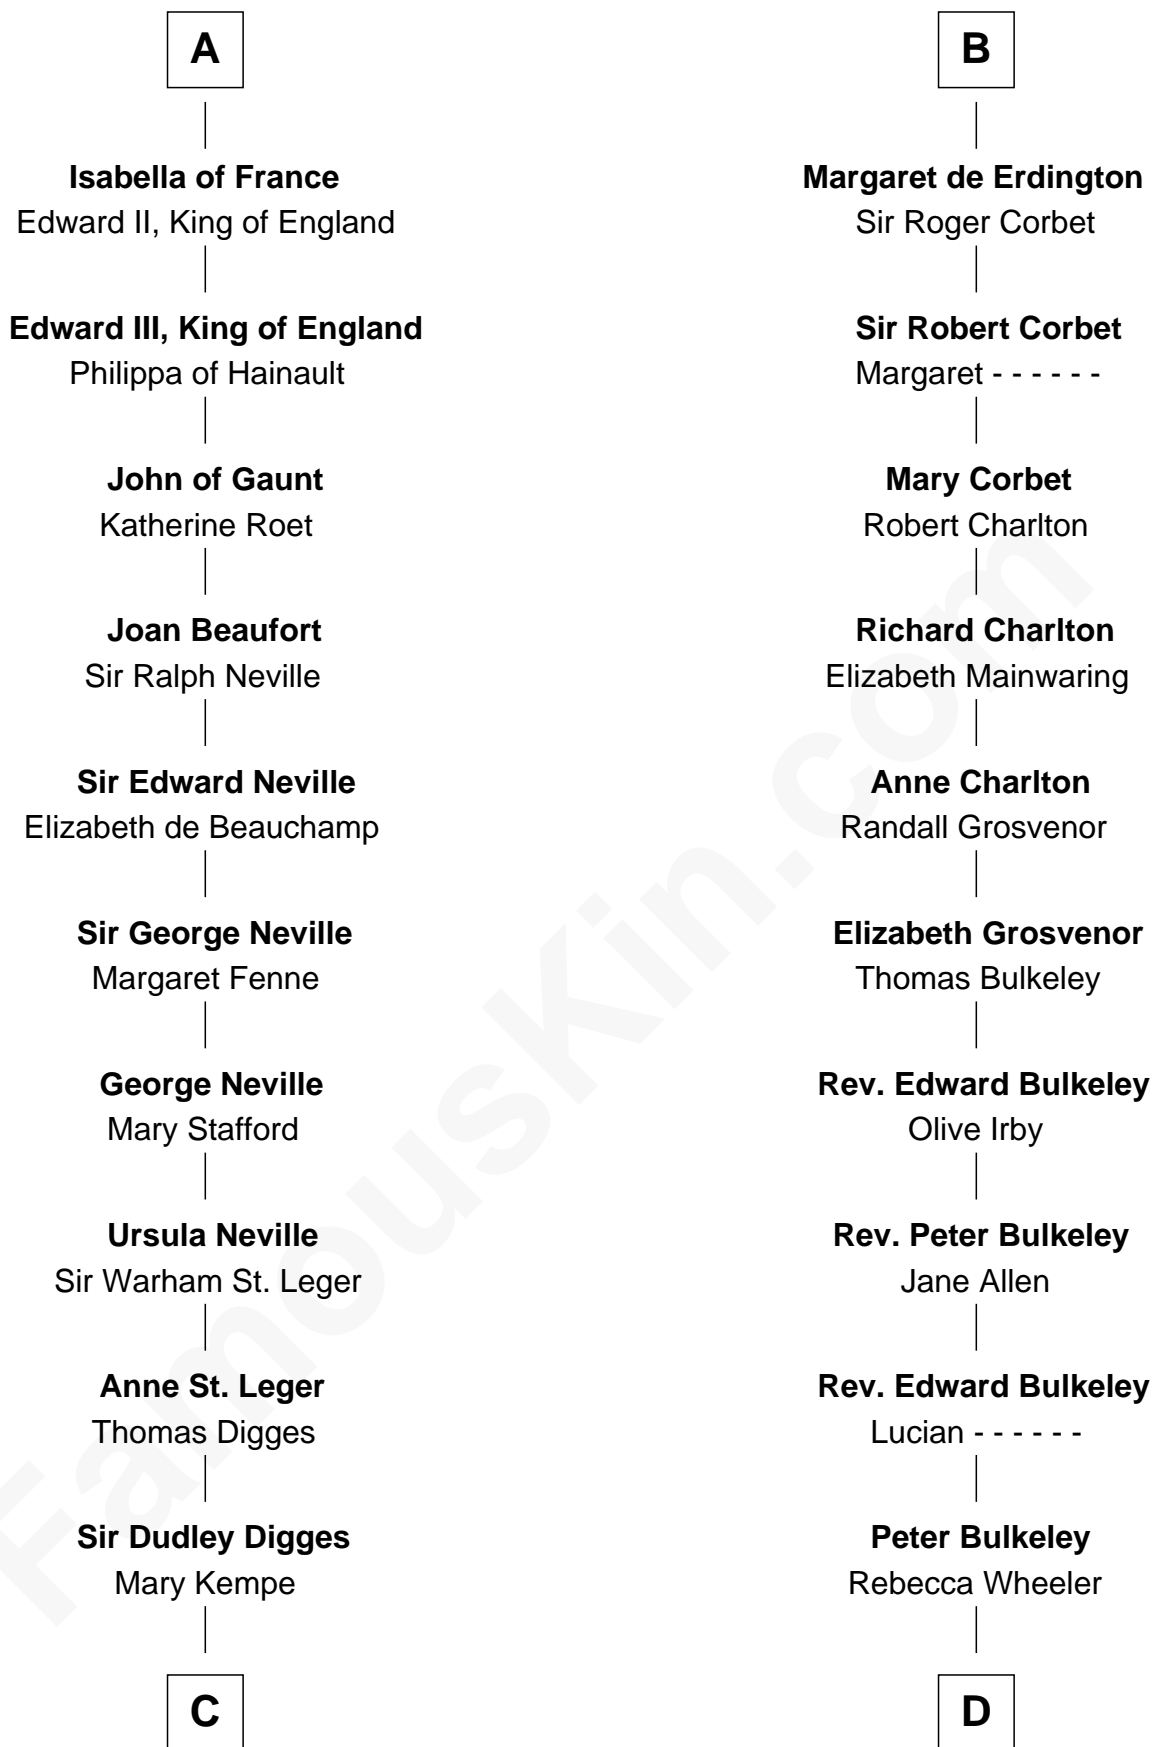 A
Isabella of France
Edward II, King of England
Edward III, King of England
Philippa of Hainault
John of Gaunt
Katherine Roet
Joan Beaufort
Sir Ralph Neville
Sir Edward Neville
Elizabeth de Beauchamp
Sir George Neville
Margaret Fenne
George Neville
Mary Stafford
Ursula Neville
Sir Warham St. Leger
Anne St. Leger
Thomas Digges
Sir Dudley Digges
Mary Kempe
C
B
Margaret de Erdington
Sir Roger Corbet
Sir Robert Corbet
Margaret - - - - - -
Mary Corbet
Robert Charlton
Richard Charlton
Elizabeth Mainwaring
Anne Charlton
Randall Grosvenor
Elizabeth Grosvenor
Thomas Bulkeley
Rev. Edward Bulkeley
Olive Irby
Rev. Peter Bulkeley
Jane Allen
Rev. Edward Bulkeley
Lucian - - - - - -
Peter Bulkeley
Rebecca Wheeler
D
FamousKin.com